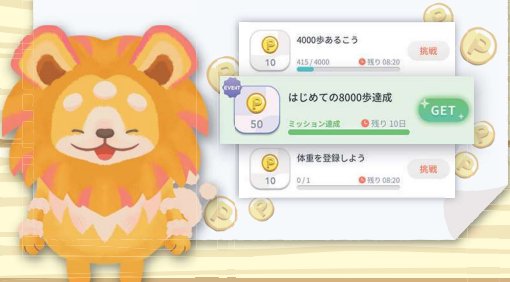 4000歩あるこう
10
415 / 4000
残り 08:20
挑戦
EVENT
はじめての8000歩達成
50
ミッション達成
残り 10日
GET
体重を登録しよう
10
0 / 1
残り 08:20
挑戦